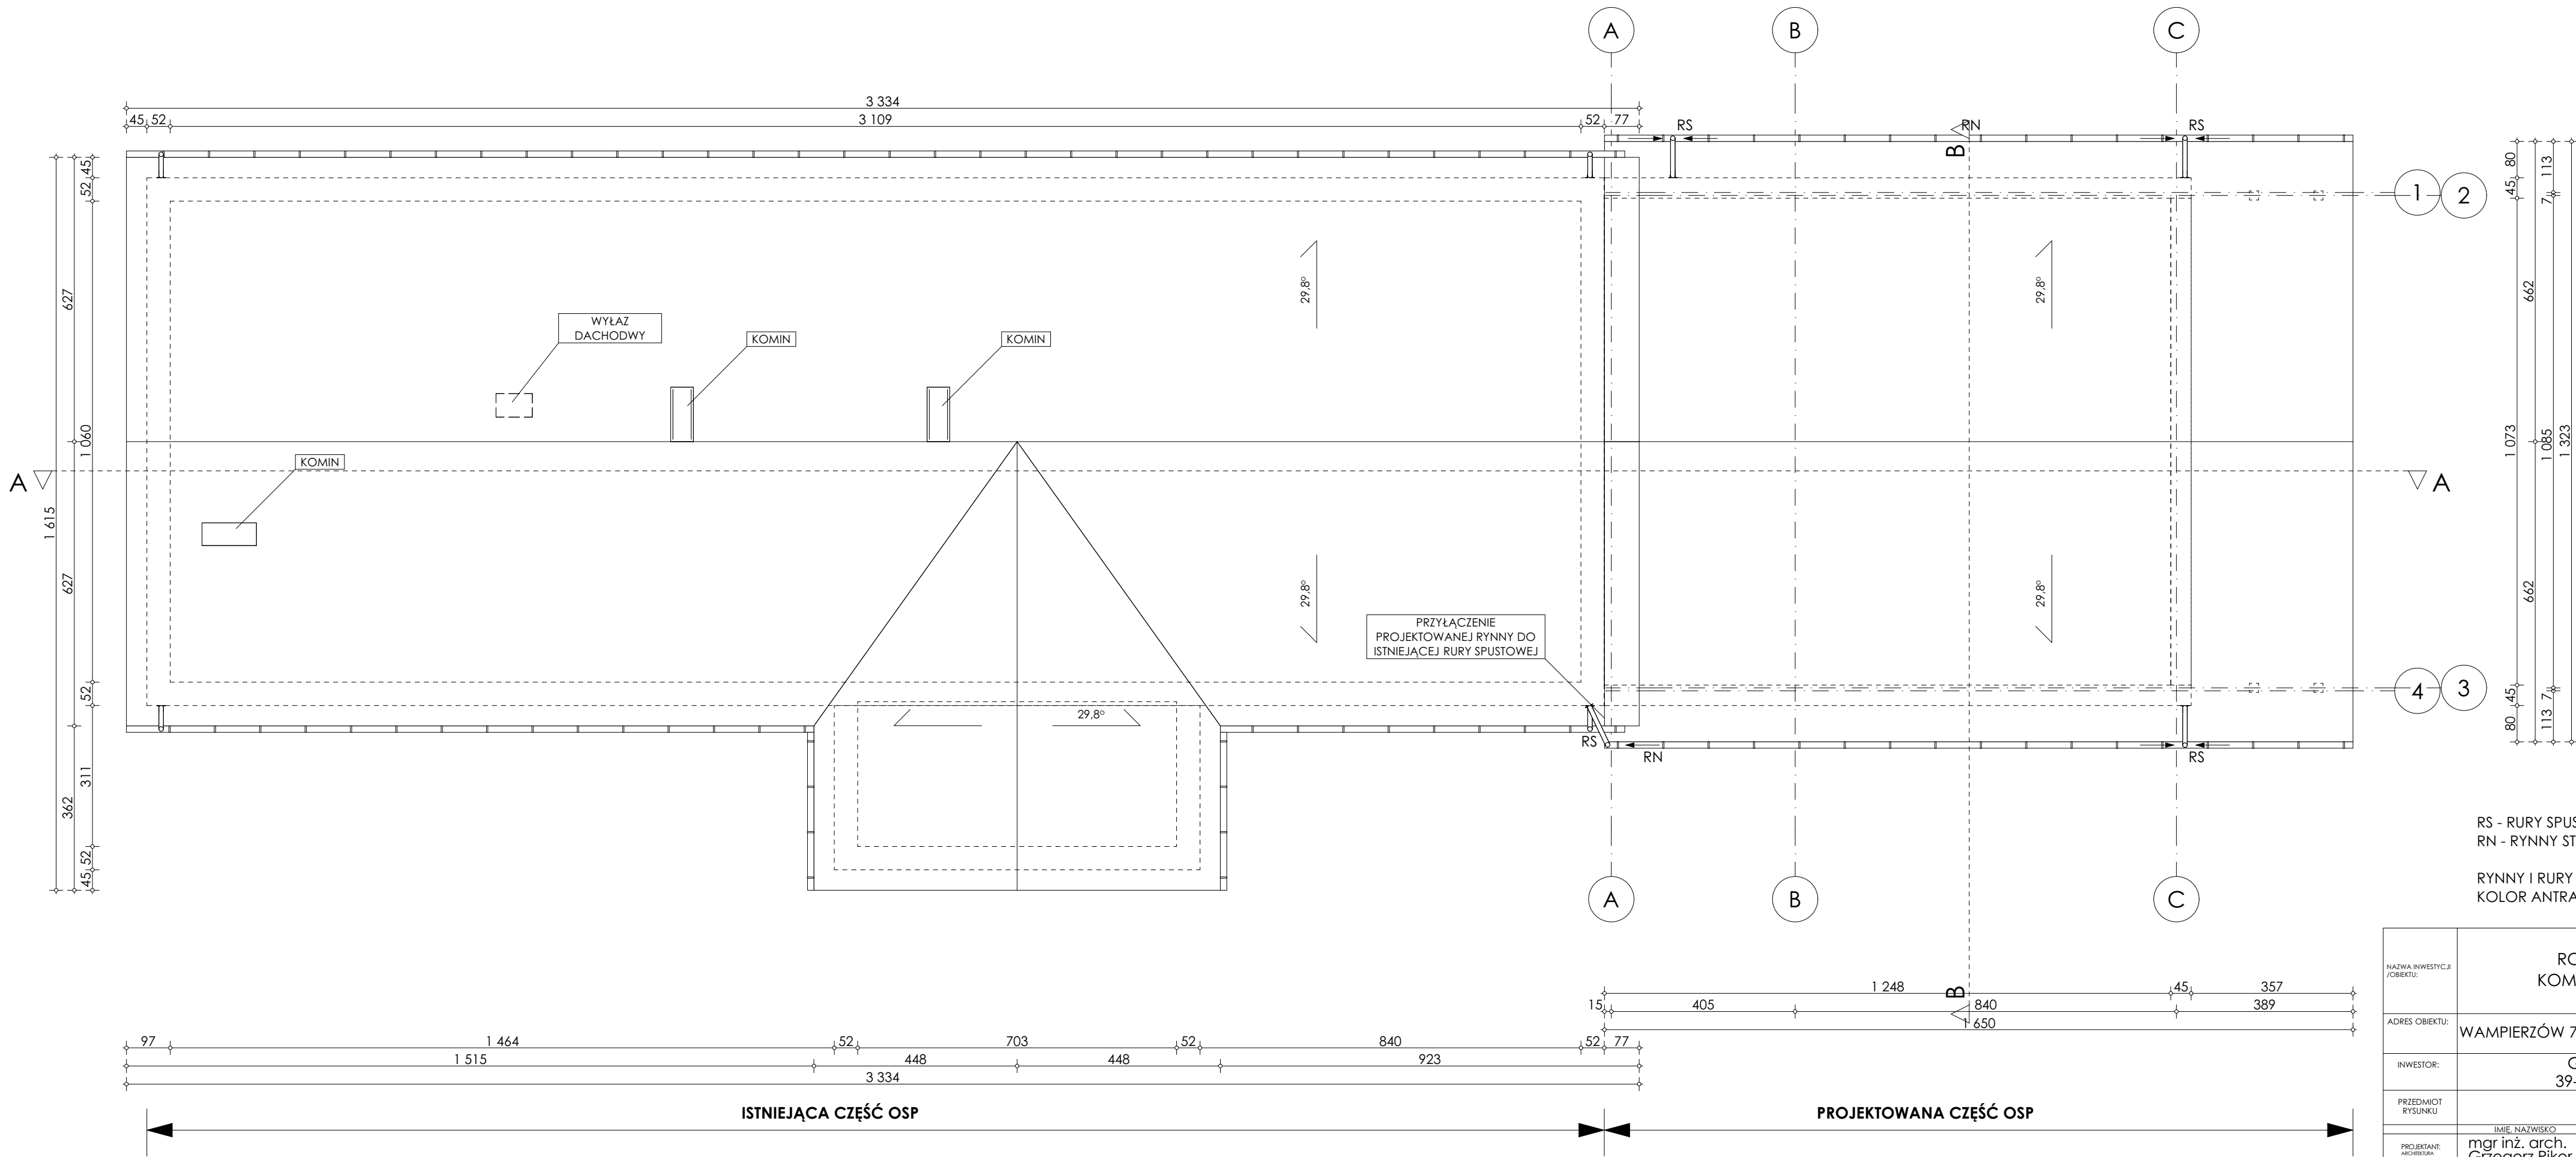 A
B
C
3 334
45
52
3 109
52
77
RS
RN
RS
B
45
52
627
1 060
627
1 615
52
311
362
52
45
80
45
113
7
662
1 073
1 085
1 323
662
45
80
7
113
1
2
4
3
29,8°
29,8°
WYŁAZ
DACHODWY
KOMIN
KOMIN
KOMIN
A
A
29,8°
29,8°
29,8°
PRZYŁĄCZENIE
PROJEKTOWANEJ RYNNY DO
ISTNIEJĄCEJ RURY SPUSTOWEJ
RS
RN
RS
A
B
C
RS - RURY
RN - RYNNY
RYNNY I RURY
KOLOR
B
1 248
45
357
15
405
840
389
1 650
97
1 464
52
703
52
840
52
77
1 515
448
448
923
3 334
ISTNIEJĄCA CZĘŚĆ OSP
PROJEKTOWANA CZĘŚĆ OSP
NAZWA INWESTYCJI
/OBIEKTU:
ADRES OBIEKTU:
WAMPIERZÓW 7
INWESTOR:
39-
PRZEDMIOT
RYSUNKU
IMIĘ, NAZWISKO
PROJEKTANT:
ARCHITEKTURA
mgr inż. arch.
Grzegorz